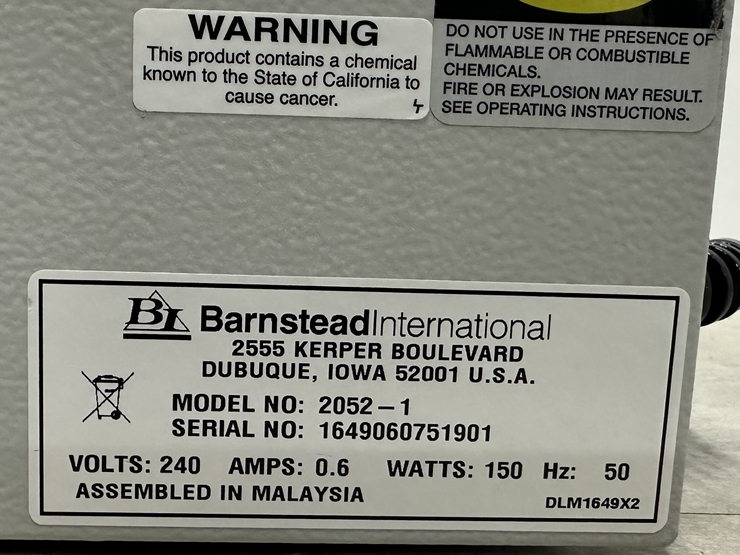 WARNING
This product contains a chemical
known to the State of California to
cause cancer.
DO NOT USE IN THE PRESENCE OF
FLAMMABLE OR COMBUSTIBLE
CHEMICALS.
FIRE OR EXPLOSION MAY RESULT.
SEE OPERATING INSTRUCTIONS.
BI BarnsteadInternational
2555 KERPER BOULEVARD
DUBUQUE, IOWA 52001 U.S.A.
MODEL NO: 2052-1
SERIAL NO: 1649060751901
VOLTS: 240 AMPS: 0.6 WATTS: 150 Hz: 50
ASSEMBLED IN MALAYSIA
DLM1649X2